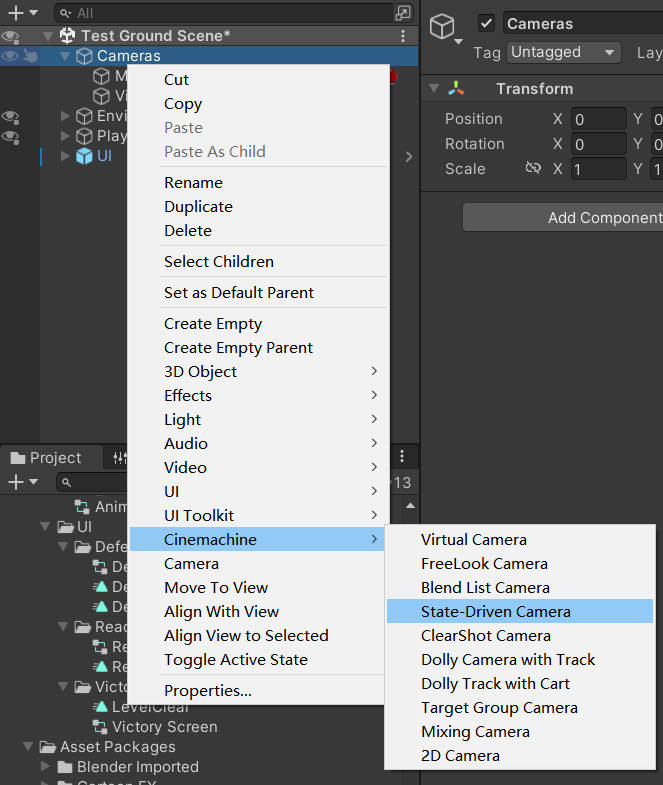 All
Test Ground Scene*
Cameras
M
Vi
Envi
Play
UI
Cut
Copy
Paste
Paste As Child
Rename
Duplicate
Delete
Select Children
Set as Default Parent
Create Empty
Create Empty Parent
3D Object
Effects
Light
Audio
Video
UI
UI Toolkit
Cinemachine
Camera
Move To View
Align With View
Align View to Selected
Toggle Active State
Properties...
Virtual Camera
FreeLook Camera
Blend List Camera
State-Driven Camera
ClearShot Camera
Dolly Camera with Track
Dolly Track with Cart
Target Group Camera
Mixing Camera
2D Camera
Cameras
Tag Untagged Lay
Transform
Position X 0 Y 0
Rotation X 0 Y 0
Scale X 1 Y 1
Add Component
Project
13
Anim
UI
Defe
De
De
De
Read
Re
Re
Victo
LevelClear
Victory Screen
Asset Packages
Blender Imported
Cartoon FX